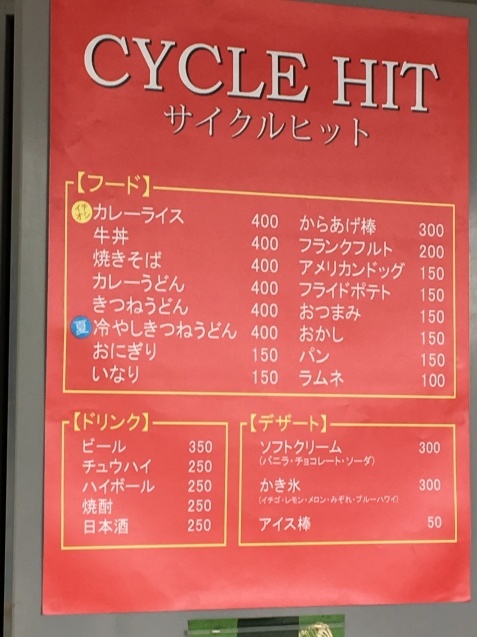 CYCLE HIT
サイクルヒット
【フード】
カレーライス 400
牛丼 400
焼きそば 400
カレーうどん 400
きつねうどん 400
夏 冷やしきつねうどん 400
おにぎり 150
いなり 150
からあげ棒 300
フランクフルト 200
アメリカンドッグ 150
フライドポテト 150
おつまみ 150
おかし 150
パン 150
ラムネ 100
【ドリンク】
ビール 350
チュウハイ 250
ハイボール 250
焼酎 250
日本酒 250
【デザート】
ソフトクリーム 300
(バニラ・チョコレート・ソーダ)
かき氷 300
(イチゴ・レモン・メロン・みぞれ・ブルーハワイ)
アイス棒 50